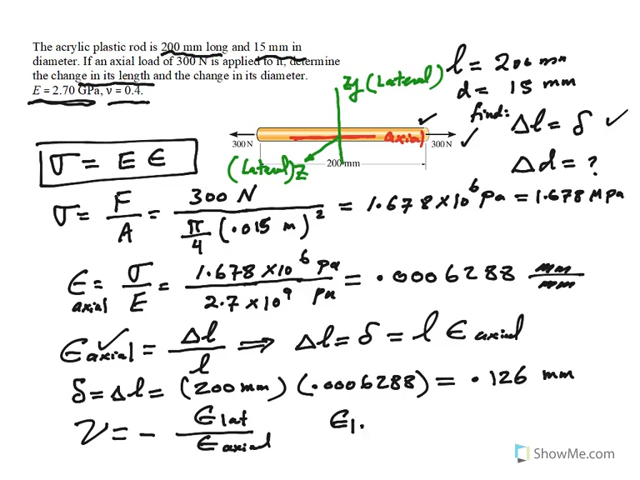 The acrylic plastic rod is 200 mm long and 15 mm in
diameter. If an axial load of 300 N is applied to it, determine
the change in its length and the change in its diameter.
E = 2.70 GPa, ν = 0.4.
l = 200 mm
d = 15 mm
find:
Δl = δ ✓
Δd = ?
y (Lateral)
axial
300 N
300 N
(Lateral) z
200 mm
σ = E ϵ
σ = F/A = 300 N / π/4 (.015 m)² = 1.678 × 10⁶ Pa = 1.678 MPa
ϵ axial = σ/E = 1.678 × 10⁶ Pa / 2.7 × 10⁹ Pa = .0006288 mm/mm
ϵ axial = Δl/l ⇒ Δl = δ = l ϵ axial
δ = Δl = (200 mm) (.0006288) = .126 mm
ν = - ϵ lat / ϵ axial ϵ l.
ShowMe.com